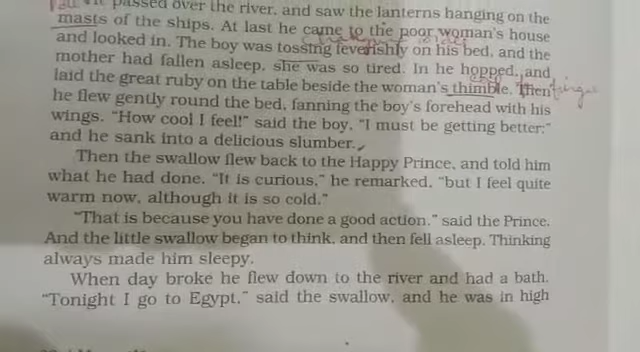 passed over the river, and saw the lanterns hanging on the
masts of the ships. At last he came to the poor woman's house
and looked in. The boy was tossing feverishly on his bed, and the
mother had fallen asleep, she was so tired. In he hopped, and
laid the great ruby on the table beside the woman's thimble. Then
he flew gently round the bed, fanning the boy's forehead with his
wings. "How cool I feel!" said the boy, "I must be getting better;"
and he sank into a delicious slumber.
Then the swallow flew back to the Happy Prince, and told him
what he had done. "It is curious," he remarked, "but I feel quite
warm now, although it is so cold."
"That is because you have done a good action," said the Prince.
And the little swallow began to think, and then fell asleep. Thinking
always made him sleepy.
When day broke he flew down to the river and had a bath.
"Tonight I go to Egypt," said the swallow, and he was in high